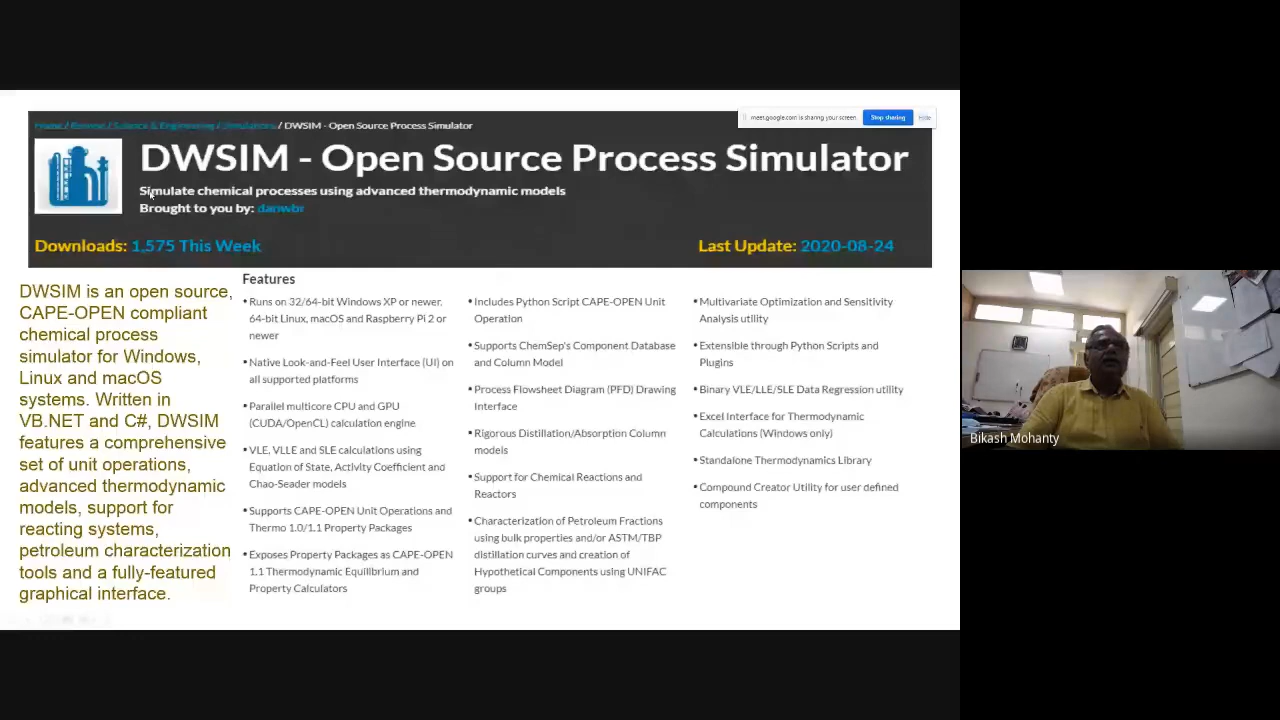 Home / Browse / Science & Engineering / Simulators / DWSIM - Open Source Process Simulator
meet.google.com is sharing your screen
Stop sharing
Hide
DWSIM - Open Source Process Simulator
Simulate chemical processes using advanced thermodynamic models
Brought to you by: danwbr
Downloads: 1,575 This Week
Last Update: 2020-08-24
DWSIM is an open source,
CAPE-OPEN compliant
chemical process
simulator for Windows,
Linux and macOS
systems. Written in
VB.NET and C#, DWSIM
features a comprehensive
set of unit operations,
advanced thermodynamic
models, support for
reacting systems,
petroleum characterization
tools and a fully-featured
graphical interface.
Features
• Runs on 32/64-bit Windows XP or newer,
64-bit Linux, macOS and Raspberry Pi 2 or
newer
• Native Look-and-Feel User Interface (UI) on
all supported platforms
• Parallel multicore CPU and GPU
(CUDA/OpenCL) calculation engine
• VLE, VLLE and SLE calculations using
Equation of State, Activity Coefficient and
Chao-Seader models
• Supports CAPE-OPEN Unit Operations and
Thermo 1.0/1.1 Property Packages
• Exposes Property Packages as CAPE-OPEN
1.1 Thermodynamic Equilibrium and
Property Calculators
• Includes Python Script CAPE-OPEN Unit
Operation
• Supports ChemSep's Component Database
and Column Model
• Process Flowsheet Diagram (PFD) Drawing
Interface
• Rigorous Distillation/Absorption Column
models
• Support for Chemical Reactions and
Reactors
• Characterization of Petroleum Fractions
using bulk properties and/or ASTM/TBP
distillation curves and creation of
Hypothetical Components using UNIFAC
groups
• Multivariate Optimization and Sensitivity
Analysis utility
• Extensible through Python Scripts and
Plugins
• Binary VLE/LLE/SLE Data Regression utility
• Excel Interface for Thermodynamic
Calculations (Windows only)
• Standalone Thermodynamics Library
• Compound Creator Utility for user defined
components
Bikash Mohanty